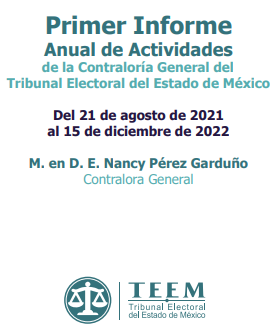 Primer Informe
Anual de Actividades
de la Contraloría General del
Tribunal Electoral del Estado de México
Del 21 de agosto de 2021
al 15 de diciembre de 2022
M. en D. E. Nancy Pérez Garduño
Contralora General
TEEM
Tribunal Electoral
del Estado de México